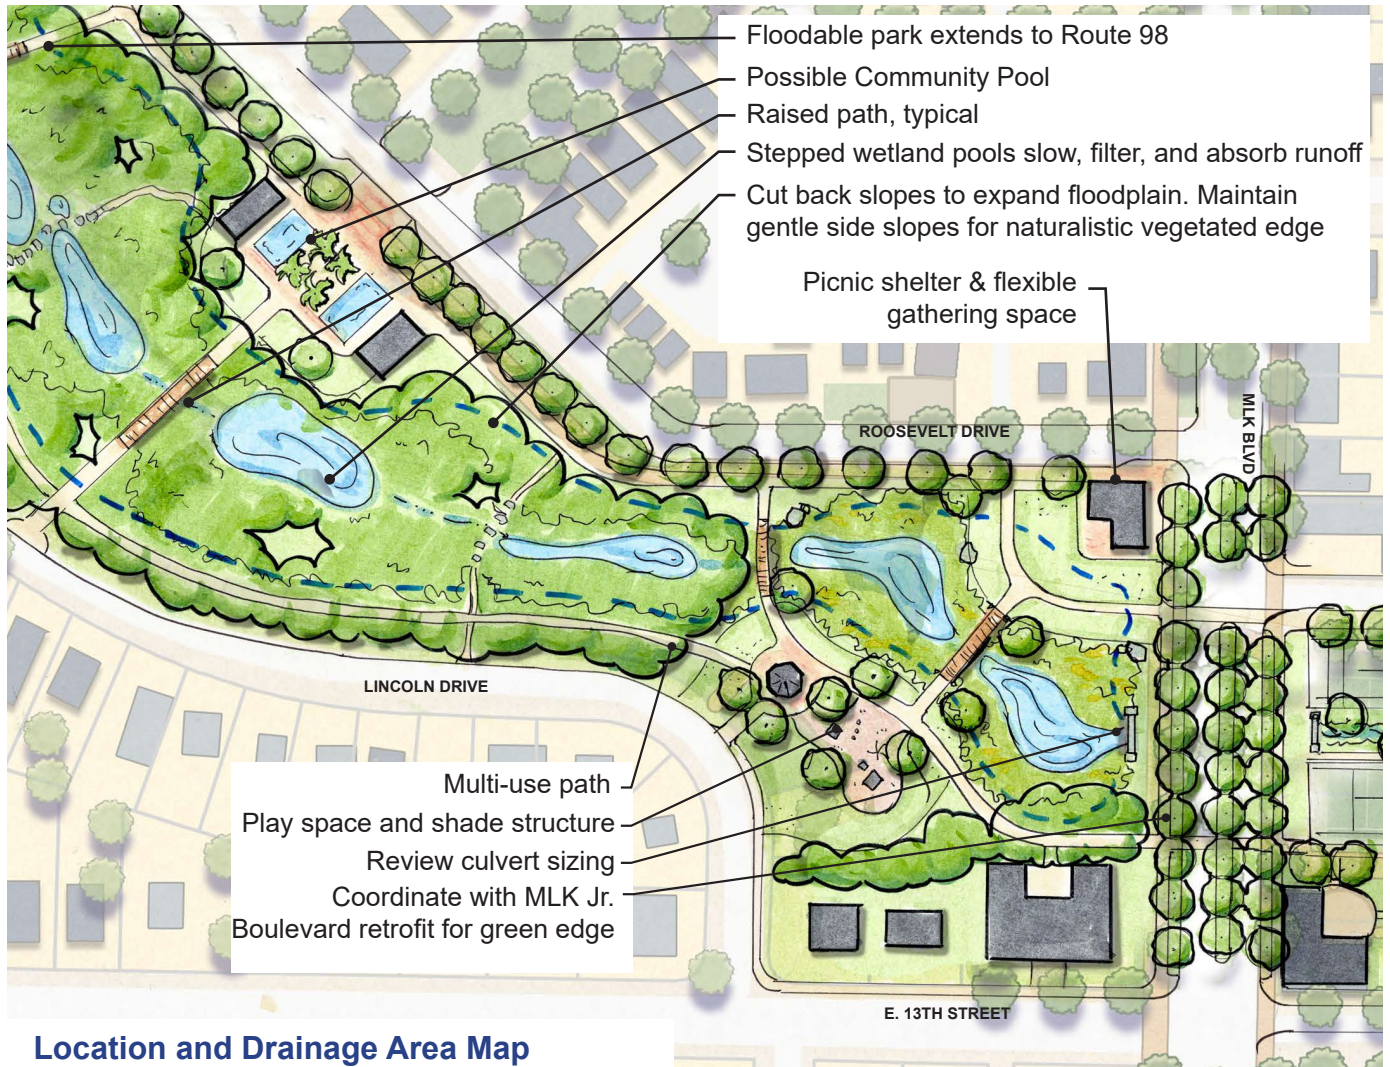 Floodable park extends to Route 98
Possible Community Pool
Raised path, typical
Stepped wetland pools slow, filter, and absorb runoff
Cut back slopes to expand floodplain. Maintain
gentle side slopes for naturalistic vegetated edge
Picnic shelter & flexible
gathering space
MLK BLVD
ROOSEVELT DRIVE
LINCOLN DRIVE
Multi-use path
Play space and shade structure
Review culvert sizing
Coordinate with MLK Jr.
Boulevard retrofit for green edge
E. 13TH STREET
Location and Drainage Area Map